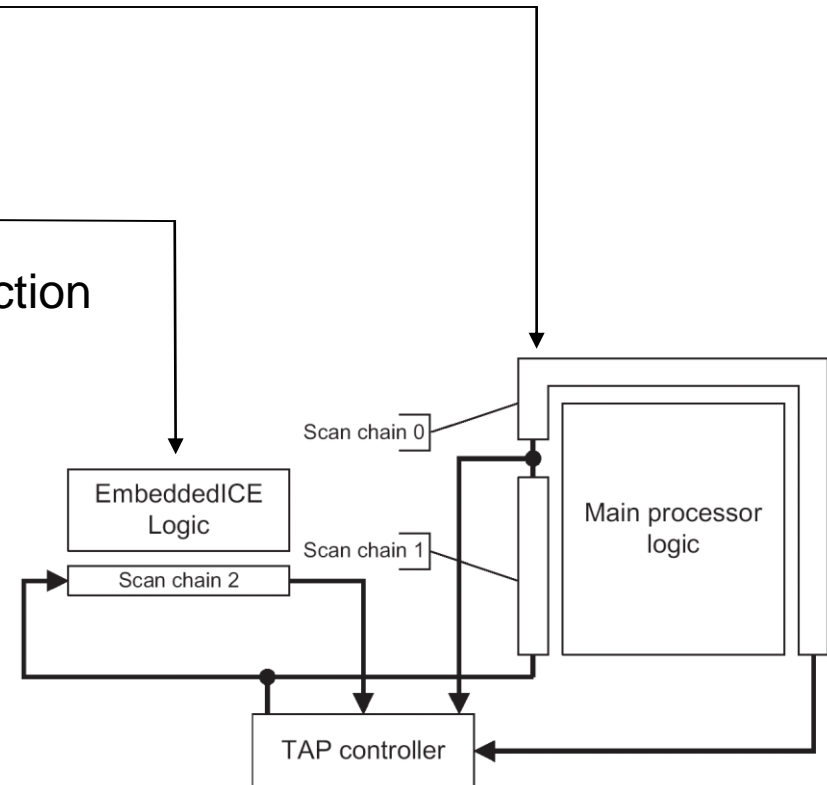 ction
Scan chain 0
EmbeddedICE
Logic
Main processor
logic
Scan chain 1
Scan chain 2
TAP controller